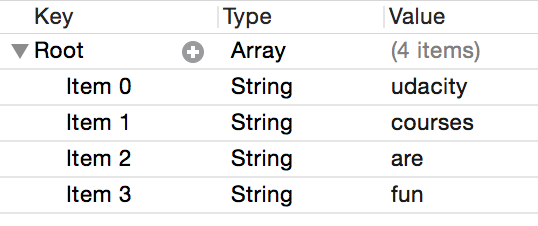 Key Type Value
Root Array (4 items)
Item 0 String udacity
Item 1 String courses
Item 2 String are
Item 3 String fun